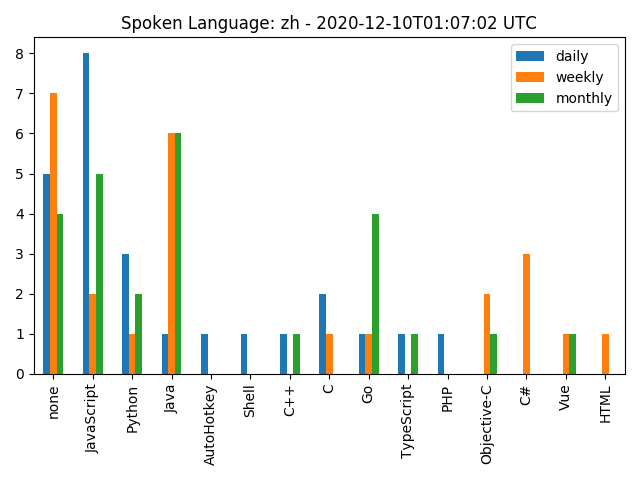 Spoken Language: zh - 2020-12-10T01:07:02 UTC
daily
weekly
monthly
8
7
6
5
4
3
2
1
0
none
JavaScript
Python
Java
AutoHotkey
Shell
C++
C
Go
TypeScript
PHP
Objective-C
C#
Vue
HTML